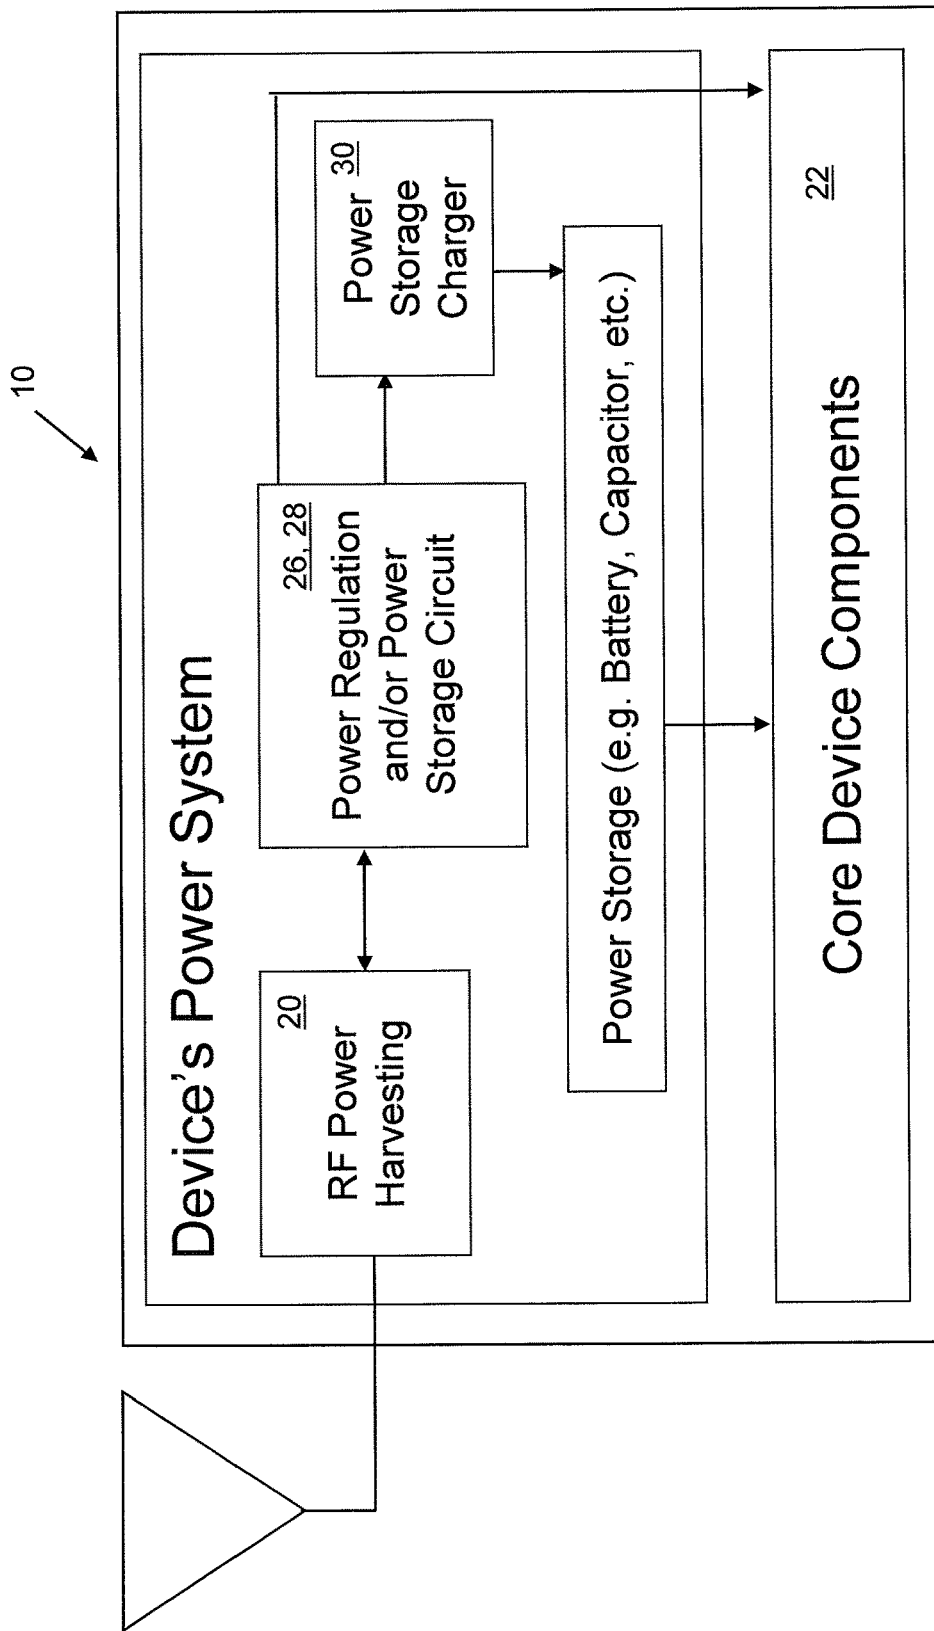 10
Device's Power System
20
RF Power
Harvesting
26, 28
Power Regulation
and/or Power
Storage Circuit
Power 30
Storage
Charger
Power Storage (e.g. Battery, Capacitor, etc.)
Core Device Components
22